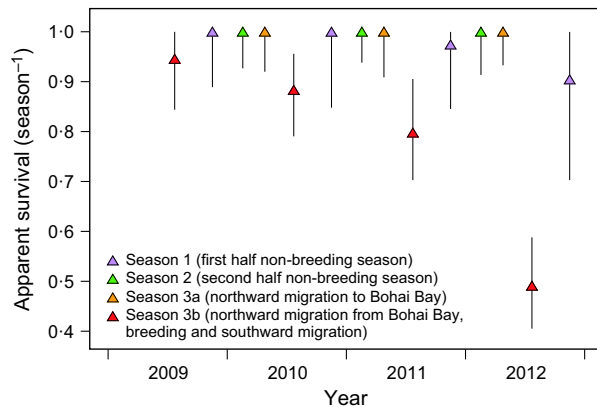 Apparent survival (season⁻¹)
1·0
0·9
0·8
0·7
0·6
0·5
0·4
Season 1 (first half non-breeding season)
Season 2 (second half non-breeding season)
Season 3a (northward migration to Bohai Bay)
Season 3b (northward migration from Bohai Bay,
breeding and southward migration)
2009 2010 2011 2012
Year